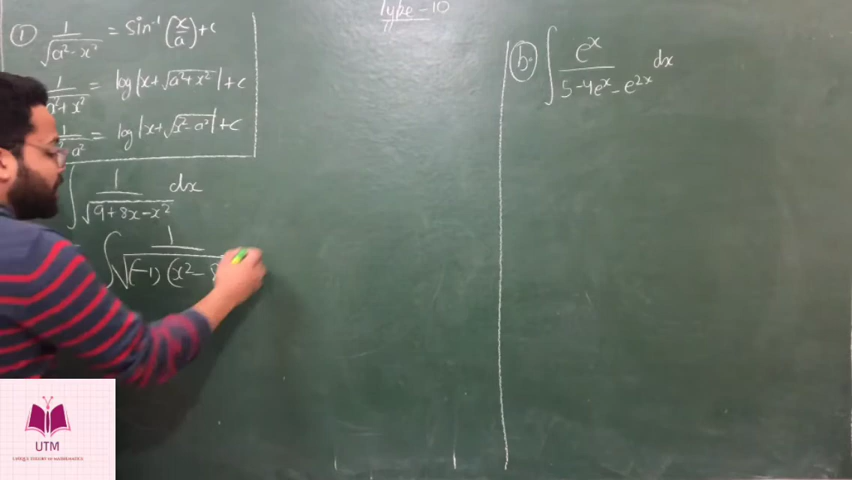 Type-10
① 1/√(a²-x²) = sin⁻¹(x/a)+c
1/a²+x² = log|x+√(a²+x²)|+c
1/a² = log|x+√(x²-a²)|+c
∫ 1/√(9+8x-x²) dx
∫ 1/√(-1)(x²-8
ⓑ ∫ eˣ/(5-4eˣ-e²ˣ) dx
UTM